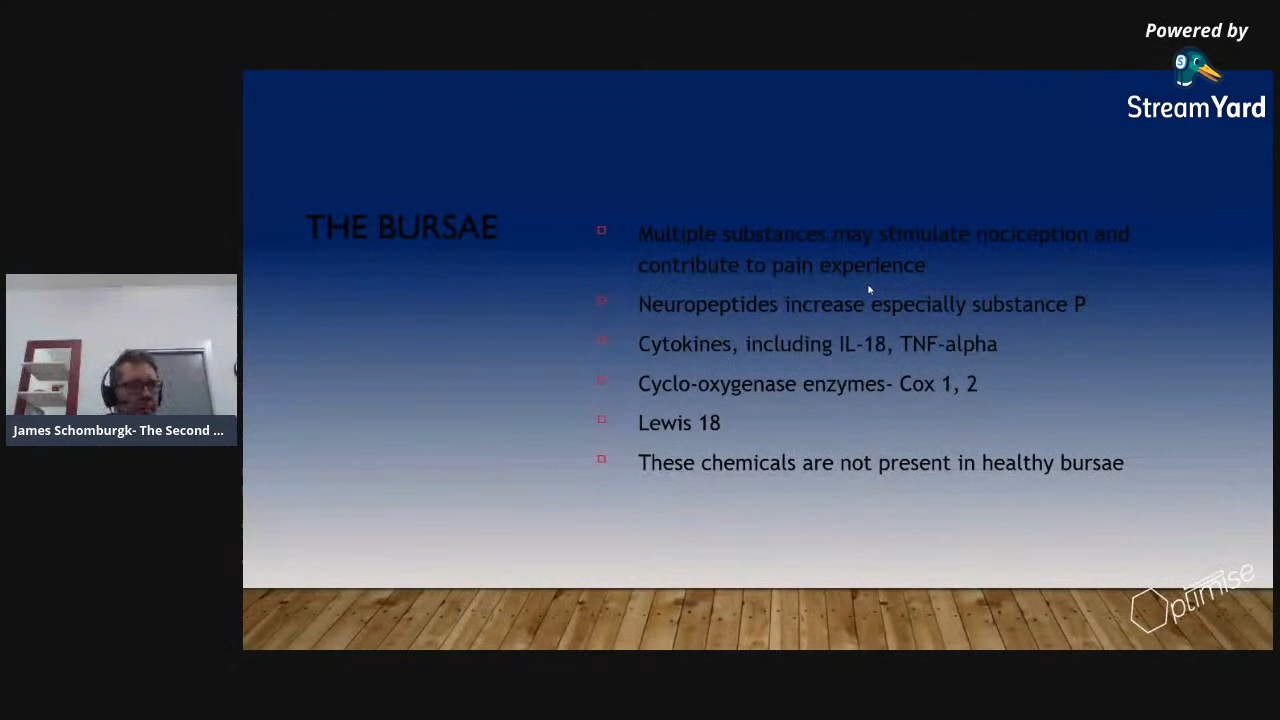 Powered by
StreamYard
THE BURSAE
Multiple substances may stimulate nociception and
contribute to pain experience
Neuropeptides increase especially substance P
Cytokines, including IL-18, TNF-alpha
Cyclo-oxygenase enzymes- Cox 1, 2
Lewis 18
These chemicals are not present in healthy bursae
James Schomburgk- The Second ...
Optimise